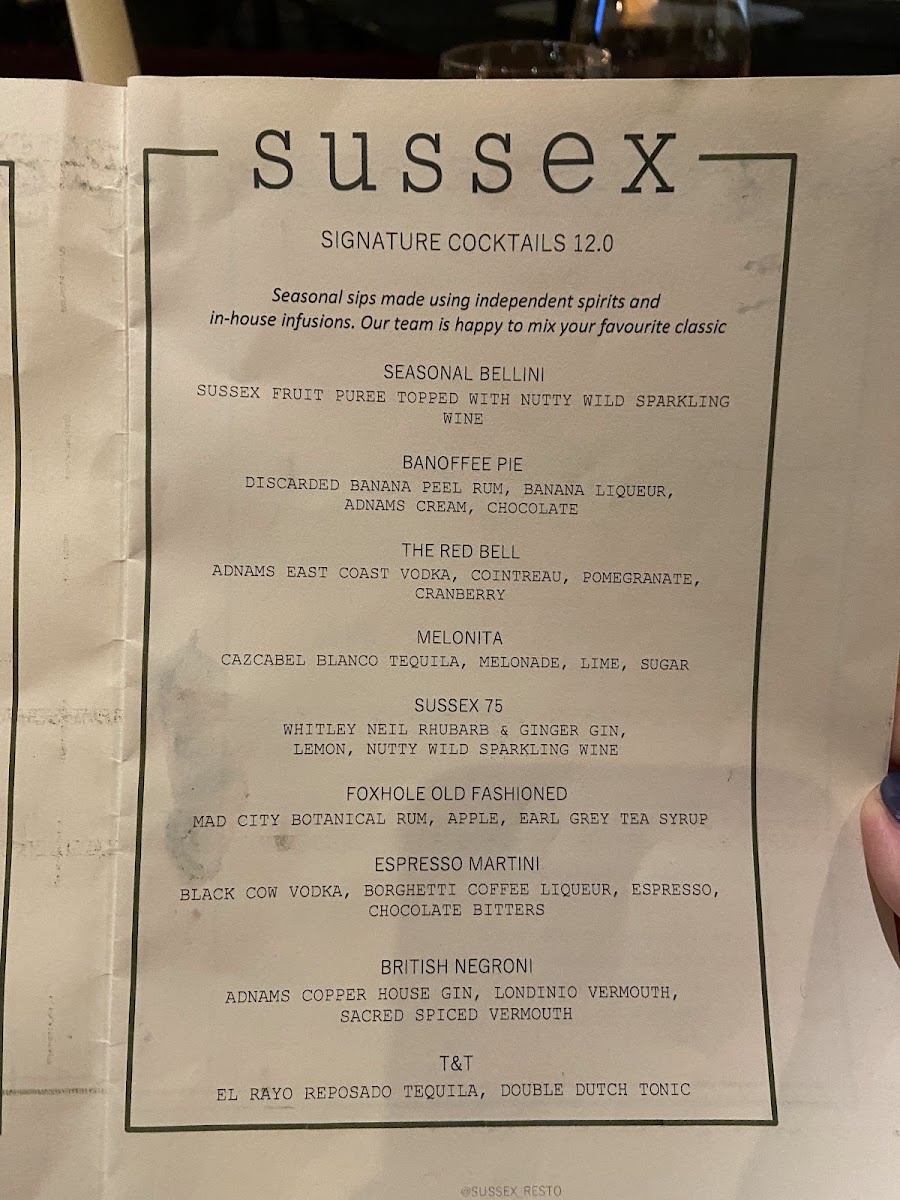 sussex
SIGNATURE COCKTAILS 12.0
Seasonal sips made using independent spirits and
in-house infusions. Our team is happy to mix your favourite classic
SEASONAL BELLINI
SUSSEX FRUIT PUREE TOPPED WITH NUTTY WILD SPARKLING
WINE
BANOFFEE PIE
DISCARDED BANANA PEEL RUM, BANANA LIQUEUR,
ADNAMS CREAM, CHOCOLATE
THE RED BELL
ADNAMS EAST COAST VODKA, COINTREAU, POMEGRANATE,
CRANBERRY
MELONITA
CAZCABEL BLANCO TEQUILA, MELONADE, LIME, SUGAR
SUSSEX 75
WHITLEY NEIL RHUBARB & GINGER GIN,
LEMON, NUTTY WILD SPARKLING WINE
FOXHOLE OLD FASHIONED
MAD CITY BOTANICAL RUM, APPLE, EARL GREY TEA SYRUP
ESPRESSO MARTINI
BLACK COW VODKA, BORGHETTI COFFEE LIQUEUR, ESPRESSO,
CHOCOLATE BITTERS
BRITISH NEGRONI
ADNAMS COPPER HOUSE GIN, LONDINIO VERMOUTH,
SACRED SPICED VERMOUTH
T&T
EL RAYO REPOSADO TEQUILA, DOUBLE DUTCH TONIC
@SUSSEX_RESTO